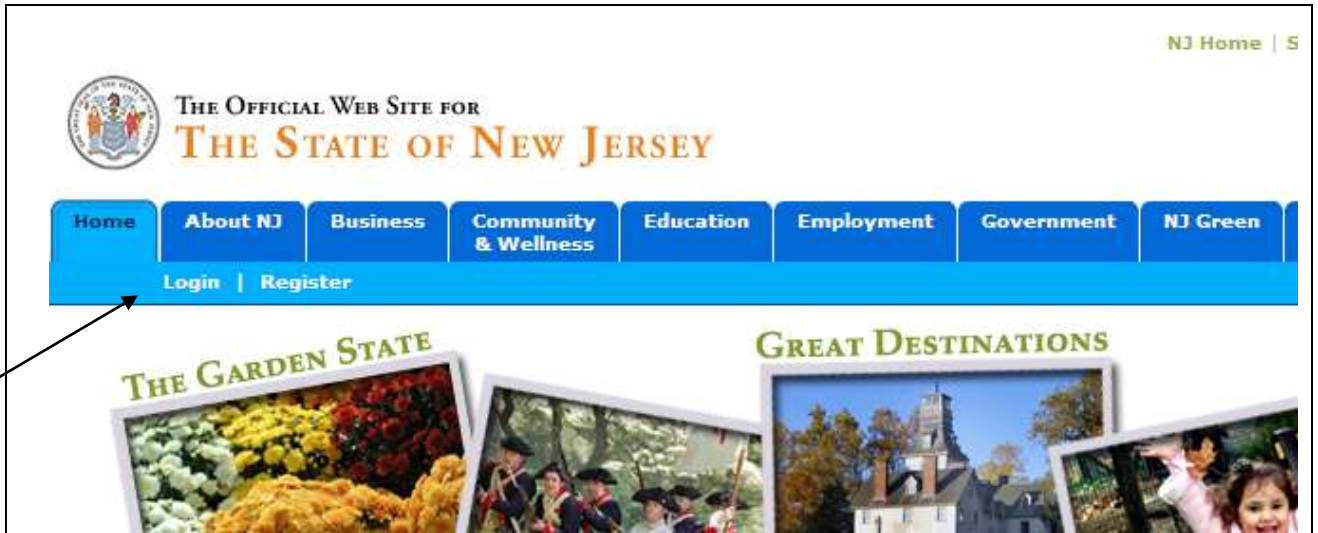 NJ Home | S
The Official Web Site for
The State of New Jersey
Home
About NJ
Business
Community
& Wellness
Education
Employment
Government
NJ Green
Login | Register
The Garden State
Great Destinations